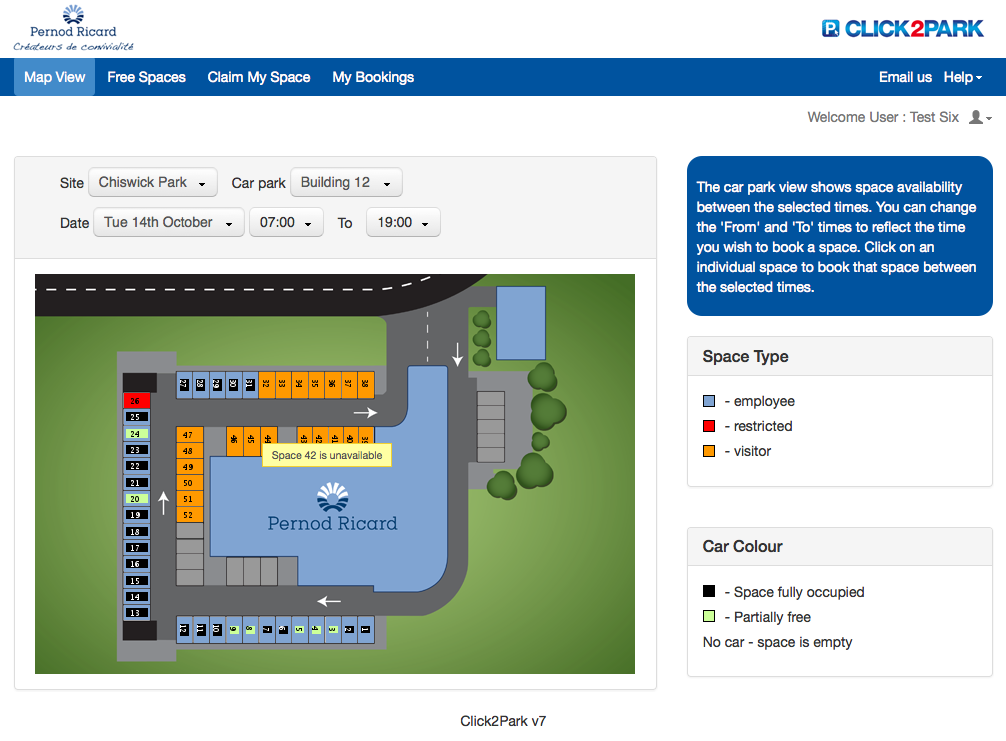 Pernod Ricard
Créateurs de convivialité
P CLICK2PARK
Map View Free Spaces Claim My Space My Bookings Email us Help
Welcome User : Test Six
Site Chiswick Park Car park Building 12
Date Tue 14th October 07:00 To 19:00
The car park view shows space availability
between the selected times. You can change
the 'From' and 'To' times to reflect the time
you wish to book a space. Click on an
individual space to book that space between
the selected times.
Space Type
- employee
- restricted
- visitor
Car Colour
- Space fully occupied
- Partially free
No car - space is empty
27 28 29 30 31 32 33 34 35 36 37 38
26
25
24
23
22
21
20
19
18
17
16
15
14
13
47
48
49
50
51
52
46 45 44 43 42 41 40 39
Space 42 is unavailable
Pernod Ricard
12 11 10 9 8 7 6 5 4 3 2 1
Click2Park v7